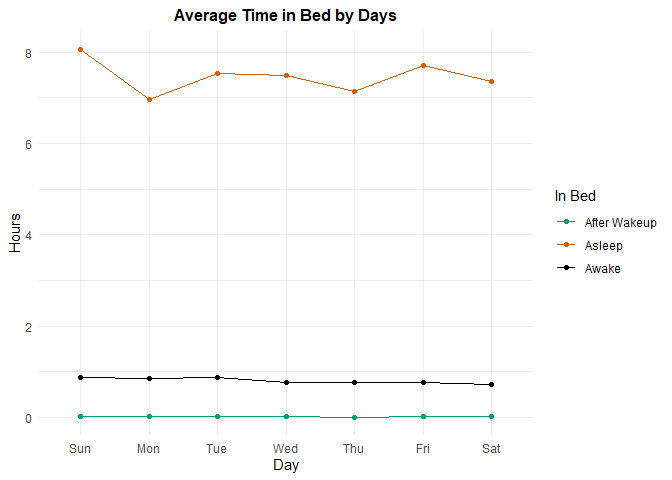 Average Time in Bed by Days
8
6
4
2
0
Hours
Sun Mon Tue Wed Thu Fri Sat
Day
In Bed
After Wakeup
Asleep
Awake